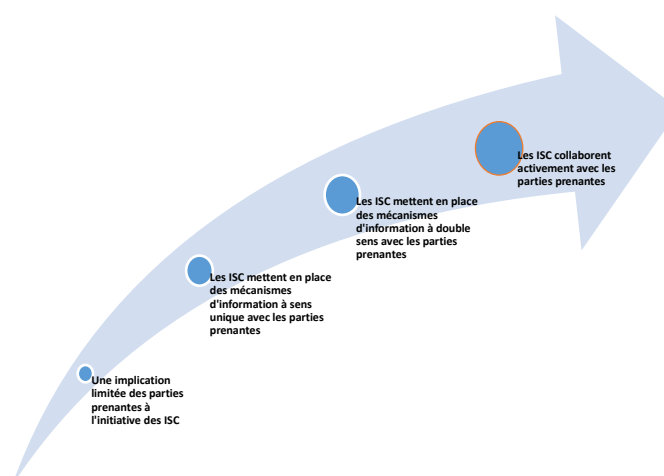 Les ISC collaborent
activement avec les
parties prenantes
Les ISC mettent en place
des mécanismes
d'information à double
sens avec les parties
prenantes
Les ISC mettent en place
des mécanismes
d'information à sens
unique avec les parties
prenantes
Une implication
limitée des parties
prenantes à
l'initiative des ISC